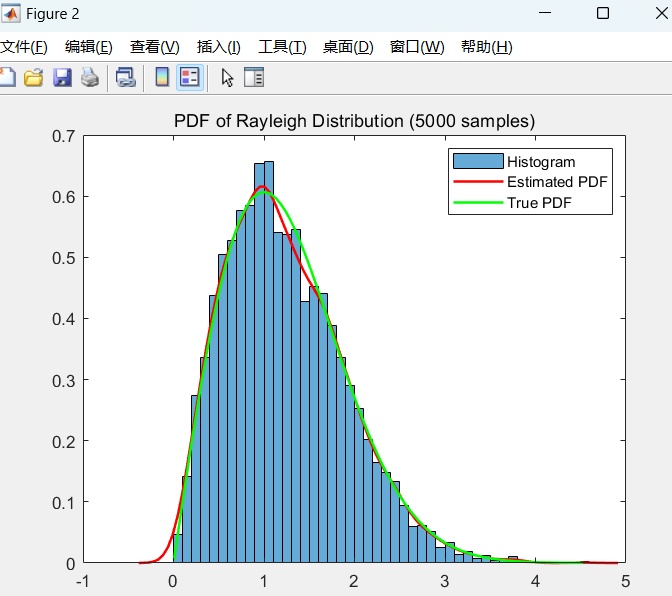 Figure 2
文件(F) 编辑(E) 查看(V) 插入(I) 工具(T) 桌面(D) 窗口(W) 帮助(H)
PDF of Rayleigh Distribution (5000 samples)
Histogram
Estimated PDF
True PDF
0.7
0.6
0.5
0.4
0.3
0.2
0.1
0
-1 0 1 2 3 4 5